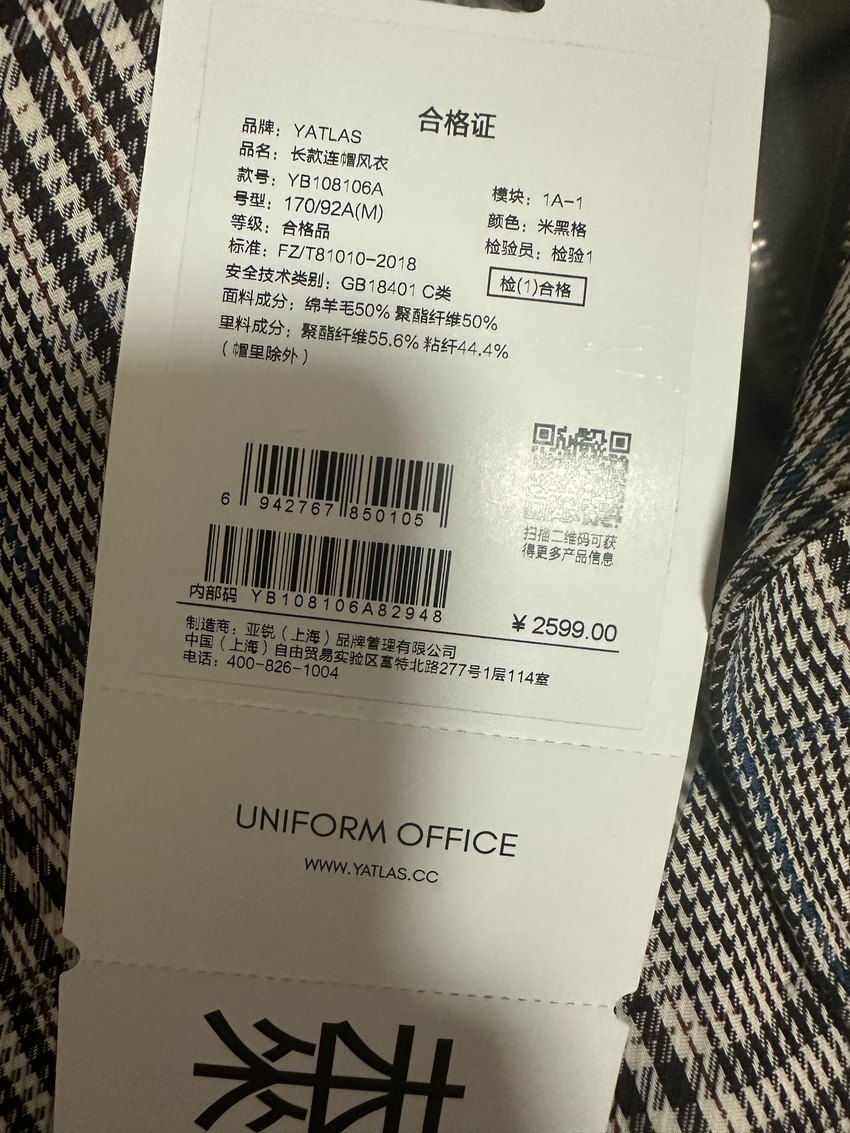 合格证
品牌：YATLAS
品名：长款连帽风衣
款号：YB108106A
模块：1A-1
号型：170/92A(M)
颜色：米黑格
等级：合格品
检验员：检验1
标准：FZ/T81010-2018
安全技术类别：GB18401 C类
检(1)合格
面料成分：绵羊毛50% 聚酯纤维50%
里料成分：聚酯纤维55.6% 粘纤44.4%
（帽里除外）
6 942767 850105
扫描二维码可获
得更多产品信息
内部码 YB108106A82948
￥2599.00
制造商：亚锐（上海）品牌管理有限公司
中国（上海）自由贸易实验区富特北路277号1层114室
电话：400-826-1004
UNIFORM OFFICE
WWW.YATLAS.CC